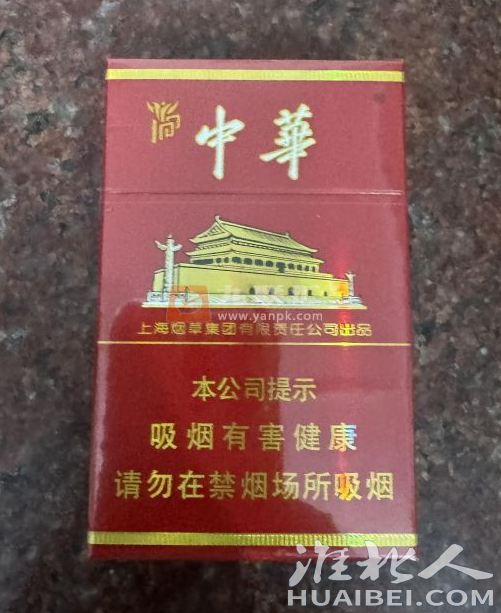 中華
www.yanpk.com
上海烟草集团有限责任公司出品
本公司提示
吸烟有害健康
请勿在禁烟场所吸烟
淮北人
HUAIBEI.COM